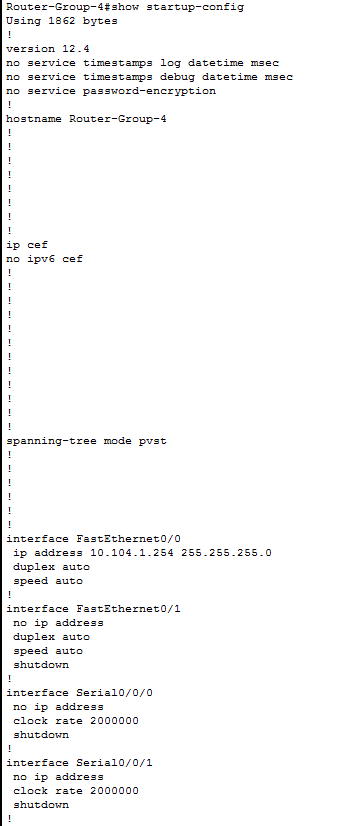 Router-Group-4#show startup-config
Using 1862 bytes
!
version 12.4
no service timestamps log datetime msec
no service timestamps debug datetime msec
no service password-encryption
!
hostname Router-Group-4
!
!
!
!
!
!
!
!
ip cef
no ipv6 cef
!
!
!
!
!
!
!
!
!
!
!
!
spanning-tree mode pvst
!
!
!
!
!
!
interface FastEthernet0/0
 ip address 10.104.1.254 255.255.255.0
 duplex auto
 speed auto
!
interface FastEthernet0/1
 no ip address
 duplex auto
 speed auto
 shutdown
!
interface Serial0/0/0
 no ip address
 clock rate 2000000
 shutdown
!
interface Serial0/0/1
 no ip address
 clock rate 2000000
 shutdown
!